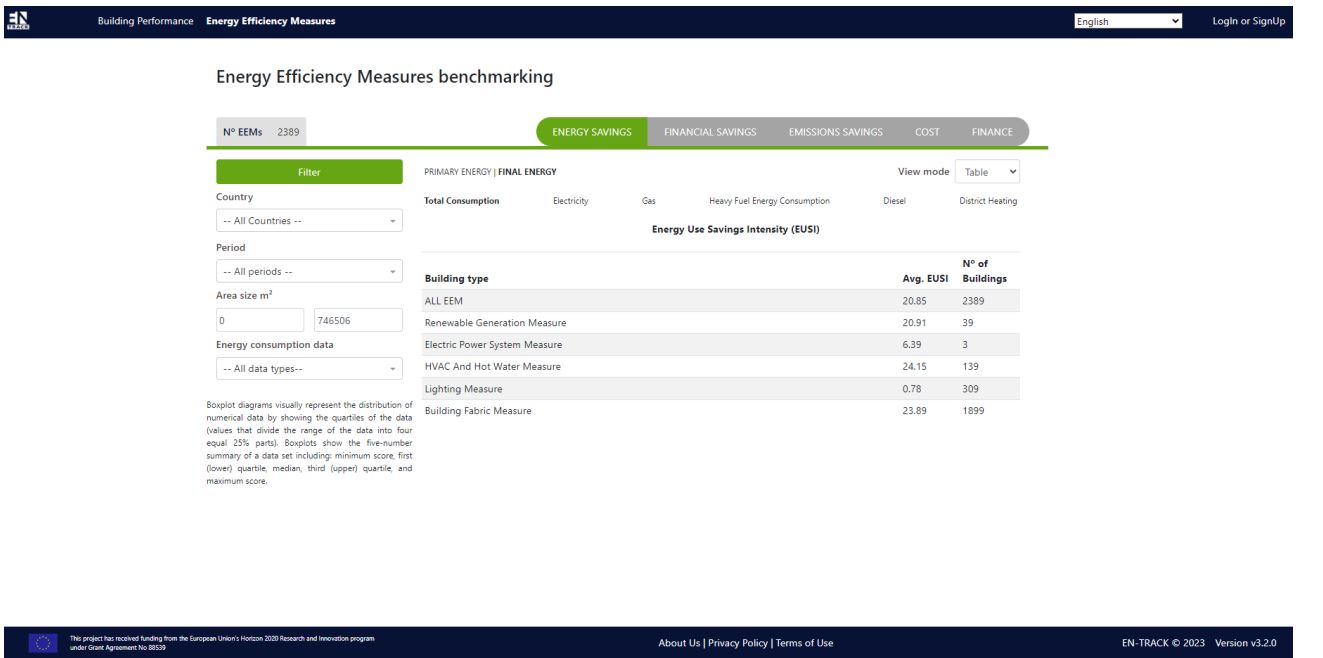 EN
TRACK
Building Performance Energy Efficiency Measures
English
LogIn or SignUp
Energy Efficiency Measures benchmarking
Nº EEMs 2389
ENERGY SAVINGS FINANCIAL SAVINGS EMISSIONS SAVINGS COST FINANCE
Filter
Country
-- All Countries --
Period
-- All periods --
Area size m²
0 746506
Energy consumption data
-- All data types--
Boxplot diagrams visually represent the distribution of
numerical data by showing the quartiles of the data
(values that divide the range of the data into four
equal 25% parts). Boxplots show the five-number
summary of a data set including: minimum score, first
(lower) quartile, median, third (upper) quartile, and
maximum score.
PRIMARY ENERGY | FINAL ENERGY
View mode Table
Total Consumption Electricity Gas Heavy Fuel Energy Consumption Diesel District Heating
Energy Use Savings Intensity (EUSI)
Building type Avg. EUSI Nº of Buildings
ALL EEM 20.85 2389
Renewable Generation Measure 20.91 39
Electric Power System Measure 6.39 3
HVAC And Hot Water Measure 24.15 139
Lighting Measure 0.78 309
Building Fabric Measure 23.89 1899
This project has received funding from the European Union's Horizon 2020 Research and Innovation program
under Grant Agreement No 88539
About Us | Privacy Policy | Terms of Use
EN-TRACK © 2023 Version v3.2.0